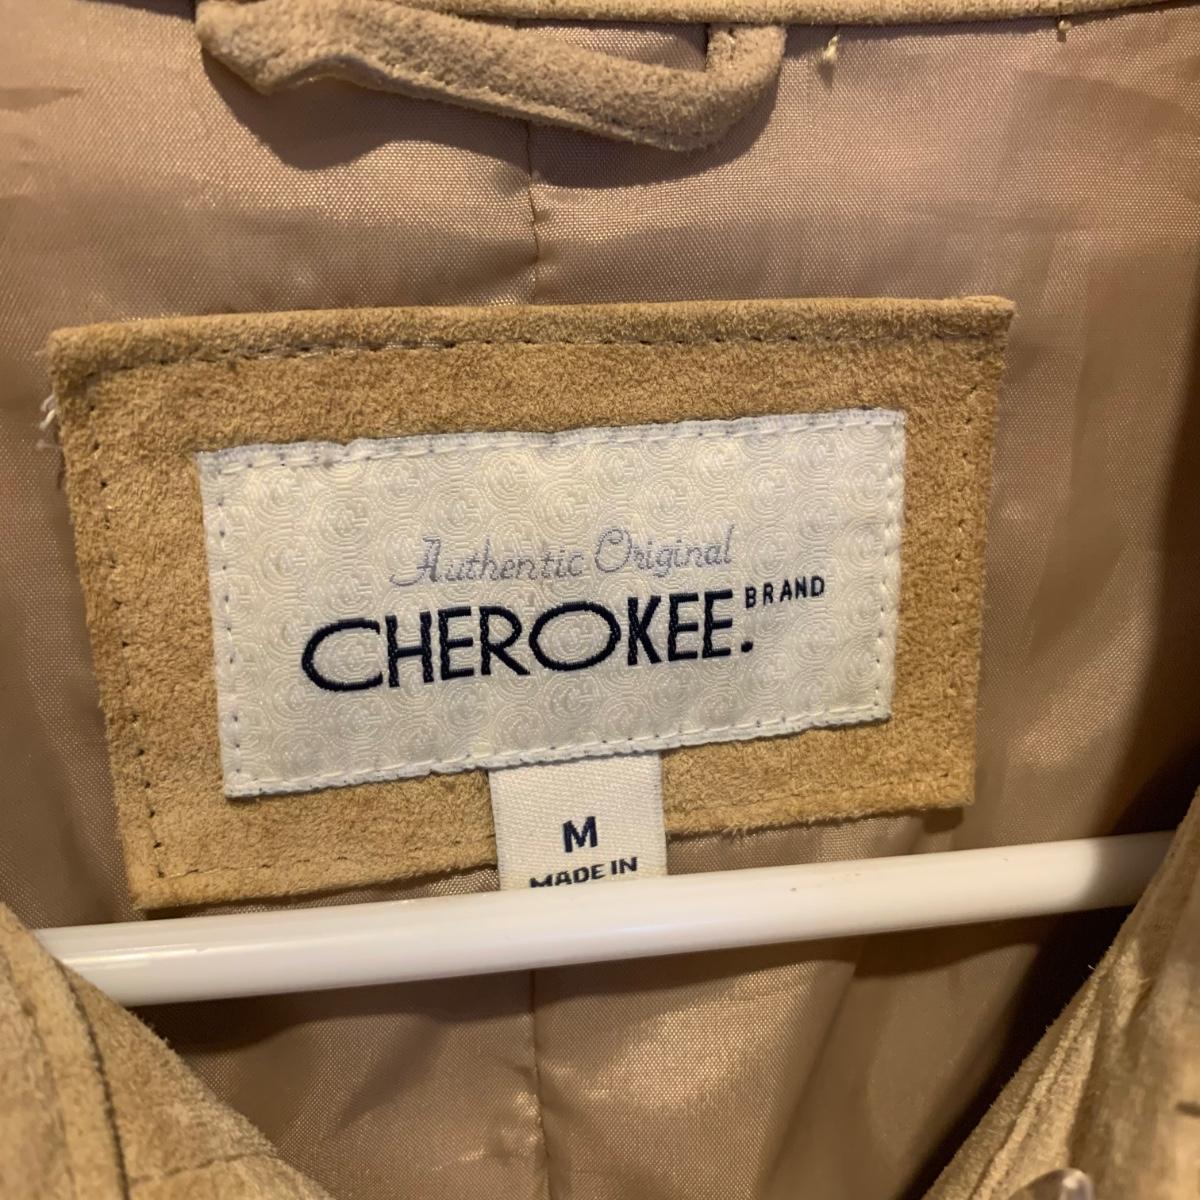 Authentic Original
CHEROKEE. BRAND
M
MADE IN